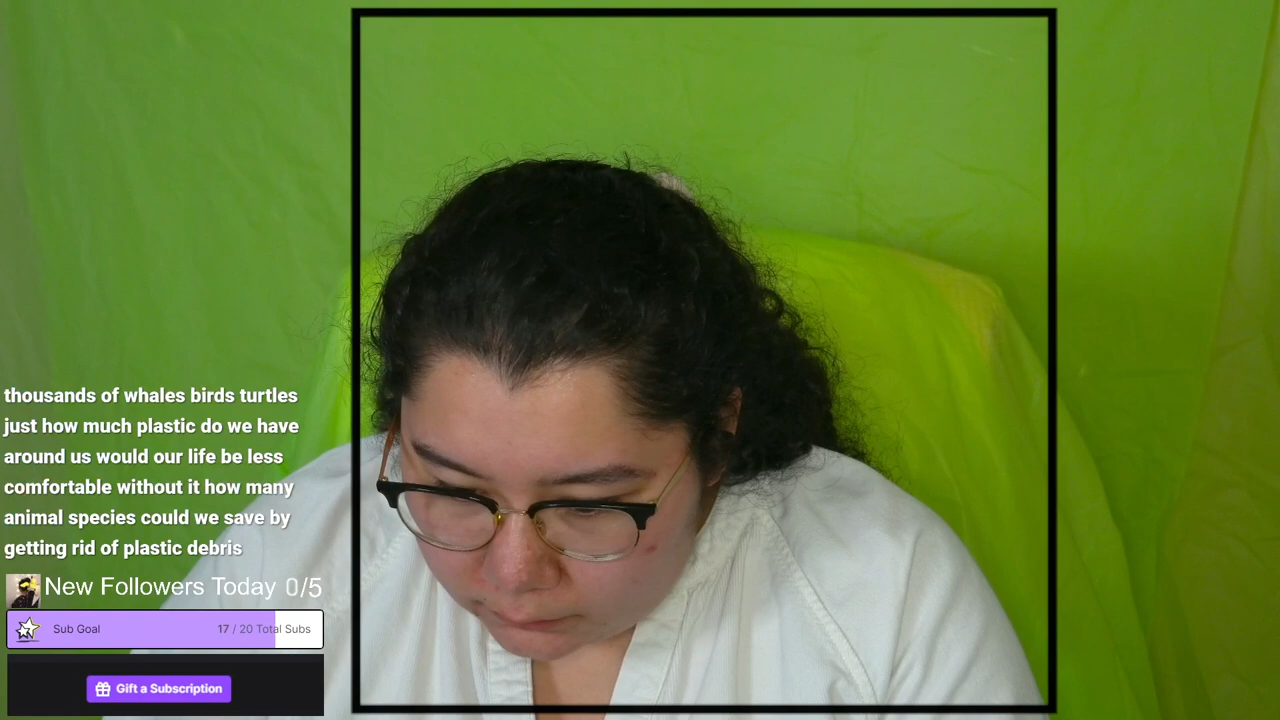 thousands of whales birds turtles
just how much plastic do we have
around us would our life be less
comfortable without it how many
animal species could we save by
getting rid of plastic debris
New Followers Today 0/5
Sub Goal 17 / 20 Total Subs
Gift a Subscription